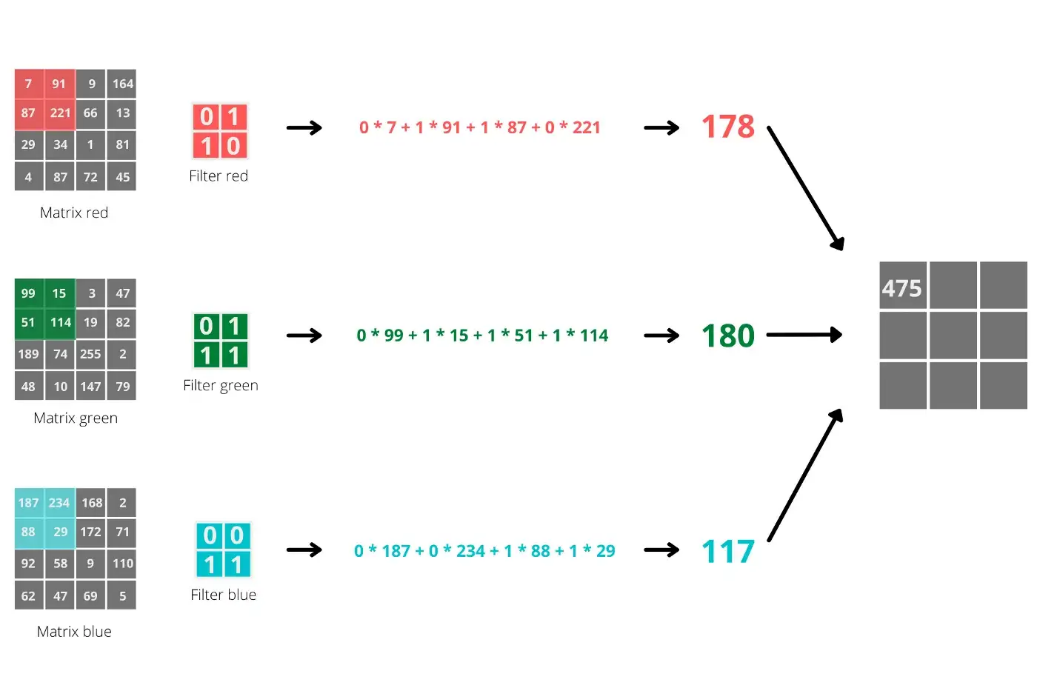 7 91 9 164
87 221 66 13
29 34 1 81
4 87 72 45
Matrix red
0 1
1 0
Filter red
0 * 7 + 1 * 91 + 1 * 87 + 0 * 221
178
99 15 3 47
51 114 19 82
189 74 255 2
48 10 147 79
Matrix green
0 1
1 1
Filter green
0 * 99 + 1 * 15 + 1 * 51 + 1 * 114
180
475
187 234 168 2
88 29 172 71
92 58 9 110
62 47 69 5
Matrix blue
0 0
1 1
Filter blue
0 * 187 + 0 * 234 + 1 * 88 + 1 * 29
117